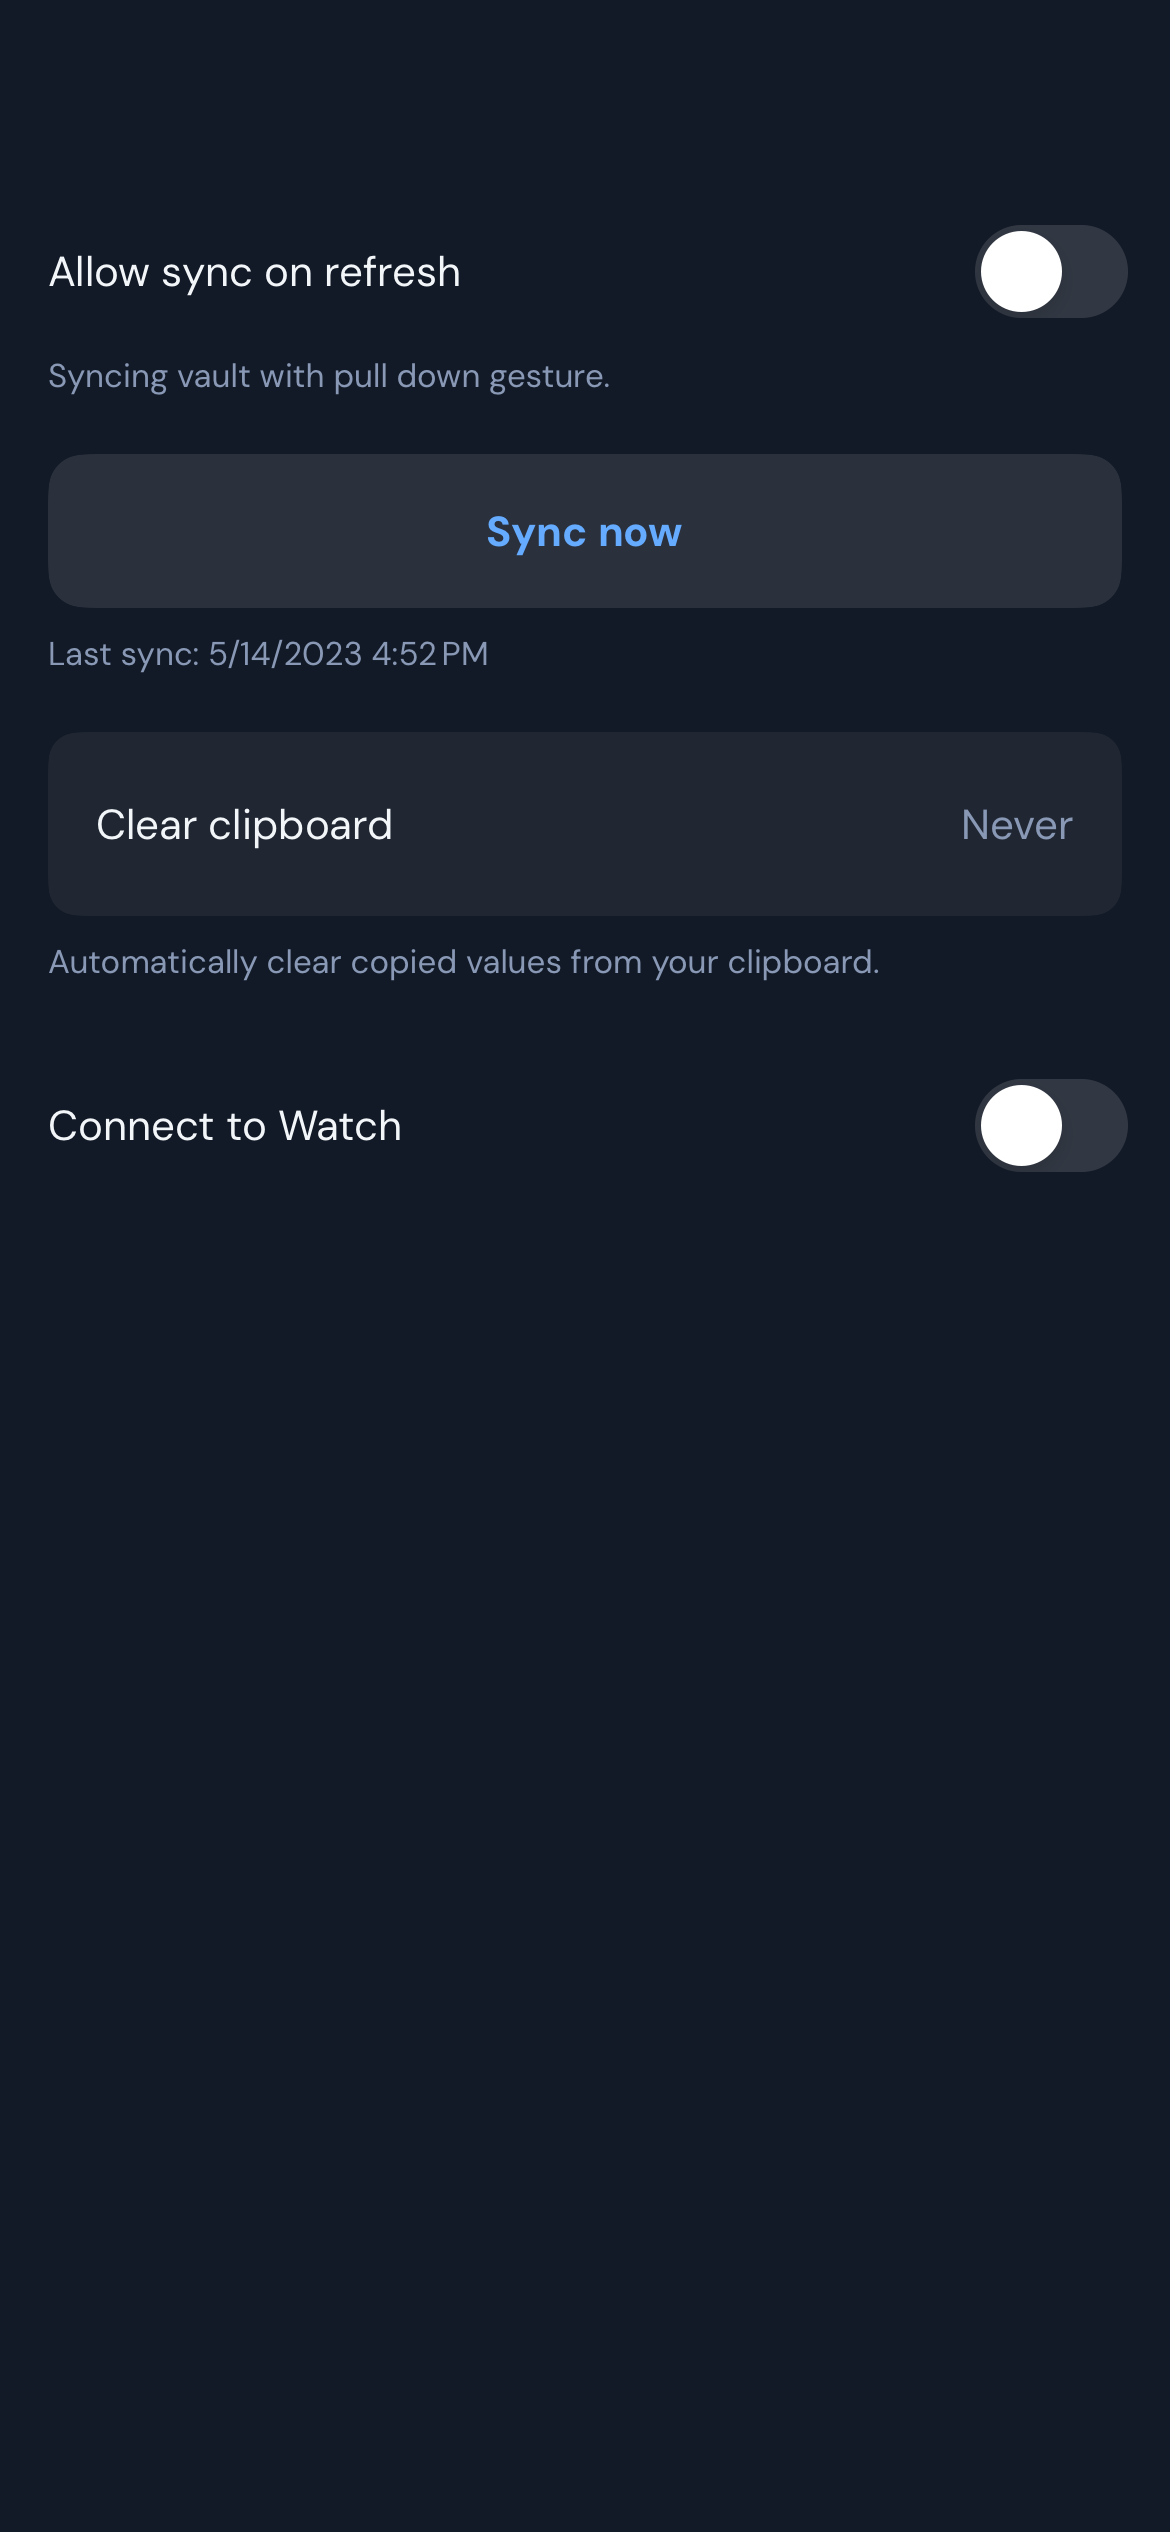 Allow sync on refresh
Syncing vault with pull down gesture.
Sync now
Last sync: 5/14/2023 4:52 PM
Clear clipboard Never
Automatically clear copied values from your clipboard.
Connect to Watch